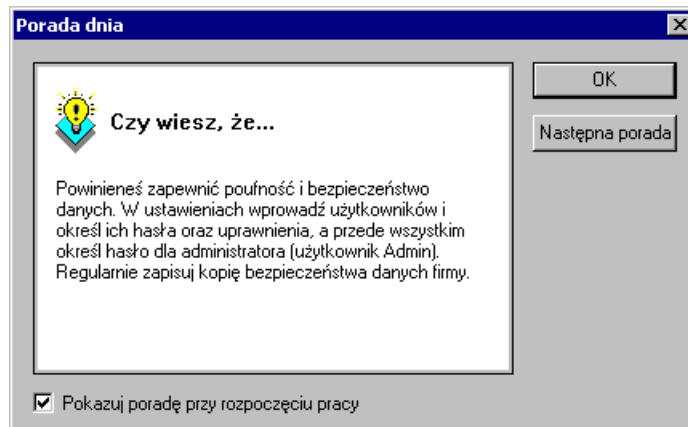 Porada dnia
OK
Czy wiesz, że...
Następna porada
Powinieneś zapewnić poufność i bezpieczeństwo
danych. W ustawieniach wprowadź użytkowników i
określ ich hasła oraz uprawnienia, a przede wszystkim
określ hasło dla administratora (użytkownik Admin).
Regularnie zapisuj kopię bezpieczeństwa danych firmy.
Pokazuj poradę przy rozpoczęciu pracy